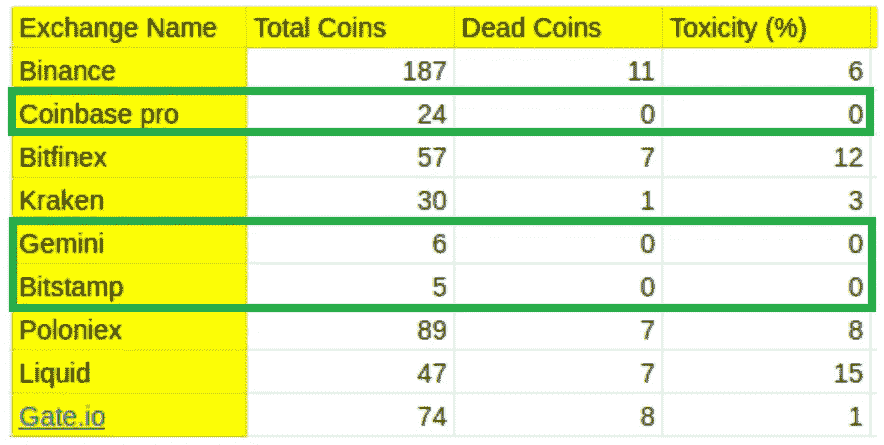 Exchange Name Total Coins Dead Coins Toxicity (%)
Binance 187 11 6
Coinbase pro 24 0 0
Bitfinex 57 7 12
Kraken 30 1 3
Gemini 6 0 0
Bitstamp 5 0 0
Poloniex 89 7 8
Liquid 47 7 15
Gate.io 74 8 1